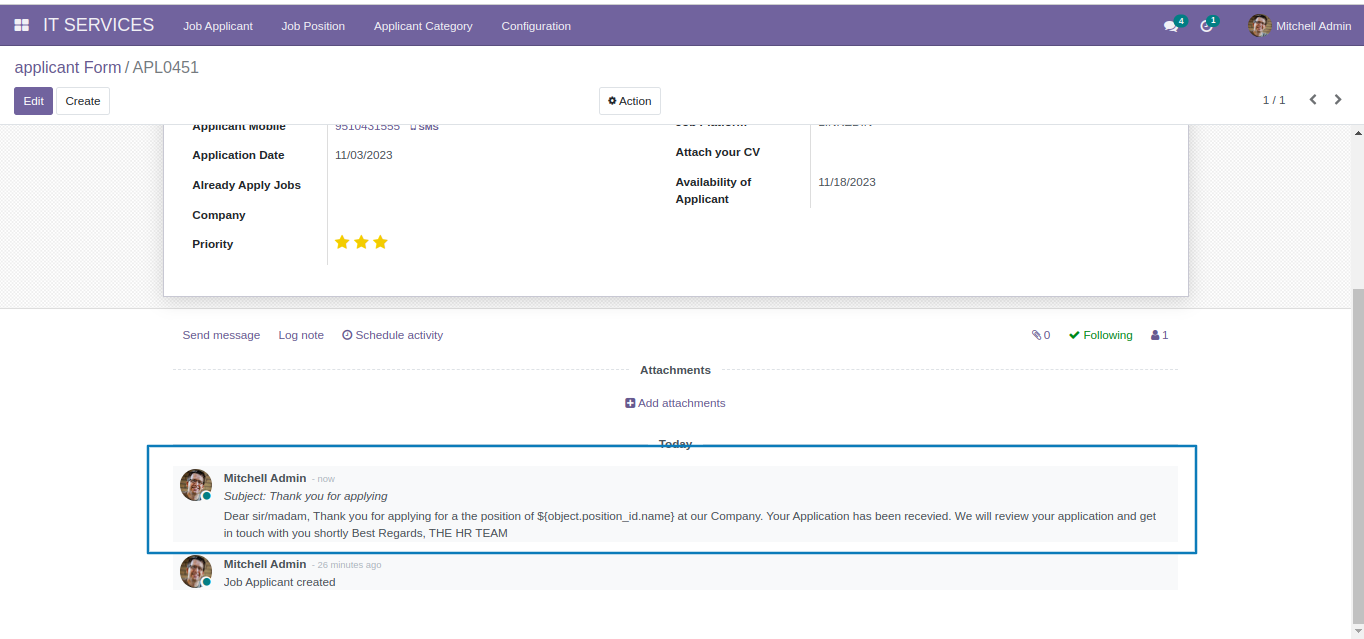 IT SERVICES Job Applicant Job Position Applicant Category Configuration 4 1 Mitchell Admin
applicant Form / APL0451
Edit Create Action 1 / 1
Applicant Mobile 9510431555 SMS
Application Date 11/03/2023
Attach your CV
Already Apply Jobs
Availability of Applicant 11/18/2023
Company
Priority
Send message Log note Schedule activity 0 Following 1
Attachments
Add attachments
Today
Mitchell Admin - now
Subject: Thank you for applying
Dear sir/madam, Thank you for applying for a the position of ${object.position_id.name} at our Company. Your Application has been recevied. We will review your application and get
in touch with you shortly Best Regards, THE HR TEAM
Mitchell Admin - 26 minutes ago
Job Applicant created